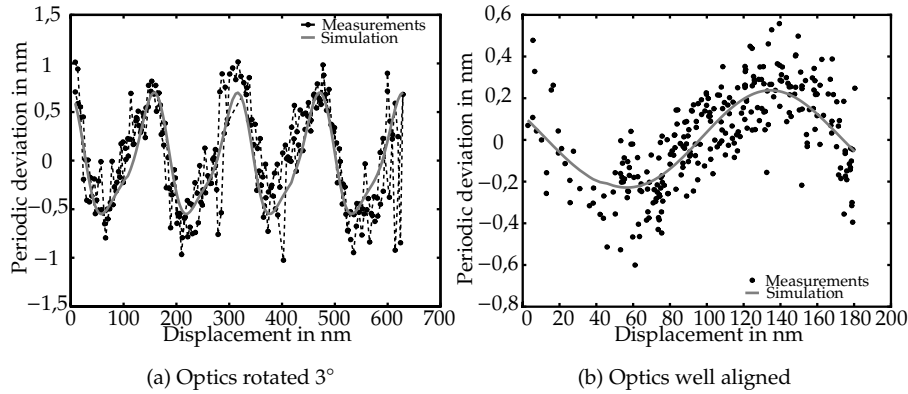 Periodic deviation in nm
1,5
1
0,5
0
−0,5
−1
−1,5
Measurements
Simulation
0 100 200 300 400 500 600 700
Displacement in nm
(a) Optics rotated 3°
Periodic deviation in nm
0,6
0,4
0,2
0
−0,2
−0,4
−0,6
−0,8
Measurements
Simulation
0 20 40 60 80 100 120 140 160 180 200
Displacement in nm
(b) Optics well aligned